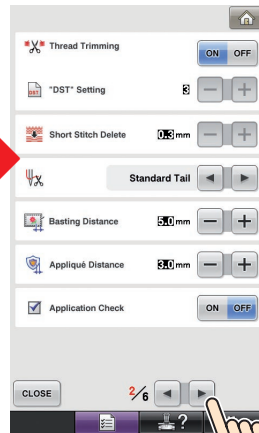 Thread Trimming ON OFF
DST "DST" Setting 3 − +
Short Stitch Delete 0.3 mm − +
Standard Tail
Basting Distance 5.0 mm − +
Appliqué Distance 3.0 mm − +
Application Check ON OFF
CLOSE 2/6
?